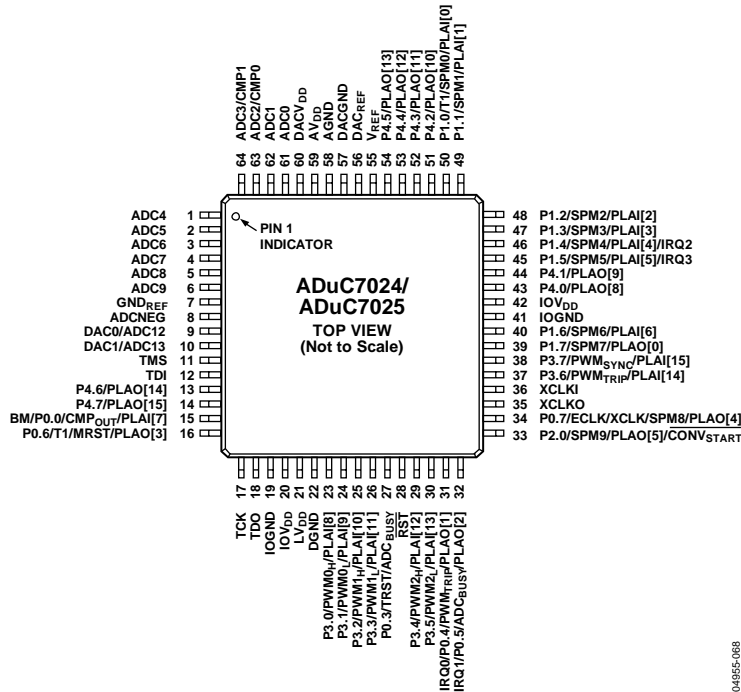 64 ADC3/CMP1
63 ADC2/CMP0
62 ADC1
61 ADC0
60 DACVDD
59 AVDD
58 AGND
57 DACGND
56 DACREF
55 VREF
54 P4.5/PLAO[13]
53 P4.4/PLAO[12]
52 P4.3/PLAO[11]
51 P4.2/PLAO[10]
50 P1.0/T1/SPM0/PLAI[0]
49 P1.1/SPM1/PLAI[1]
ADC4 1
ADC5 2
ADC6 3
ADC7 4
ADC8 5
ADC9 6
GNDREF 7
ADCNEG 8
DAC0/ADC12 9
DAC1/ADC13 10
TMS 11
TDI 12
P4.6/PLAO[14] 13
P4.7/PLAO[15] 14
BM/P0.0/CMPOUT/PLAI[7] 15
P0.6/T1/MRST/PLAO[3] 16
PIN 1
INDICATOR
ADuC7024/
ADuC7025
TOP VIEW
(Not to Scale)
48 P1.2/SPM2/PLAI[2]
47 P1.3/SPM3/PLAI[3]
46 P1.4/SPM4/PLAI[4]/IRQ2
45 P1.5/SPM5/PLAI[5]/IRQ3
44 P4.1/PLAO[9]
43 P4.0/PLAO[8]
42 IOVDD
41 IOGND
40 P1.6/SPM6/PLAI[6]
39 P1.7/SPM7/PLAO[0]
38 P3.7/PWMSYNC/PLAI[15]
37 P3.6/PWMTRIP/PLAI[14]
36 XCLKI
35 XCLKO
34 P0.7/ECLK/XCLK/SPM8/PLAO[4]
33 P2.0/SPM9/PLAO[5]/CONVSTART
17 TCK
18 TDO
19 IOGND
20 IOVDD
21 LVDD
22 DGND
23 P3.0/PWM0H/PLAI[8]
24 P3.1/PWM0L/PLAI[9]
25 P3.2/PWM1H/PLAI[10]
26 P3.3/PWM1L/PLAI[11]
27 P0.3/TRST/ADCBUSY
28 RST
29 P3.4/PWM2H/PLAI[12]
30 P3.5/PWM2L/PLAI[13]
31 IRQ0/P0.4/PWMTRIP/PLAO[1]
32 IRQ1/P0.5/ADCBUSY/PLAO[2]
04955-068